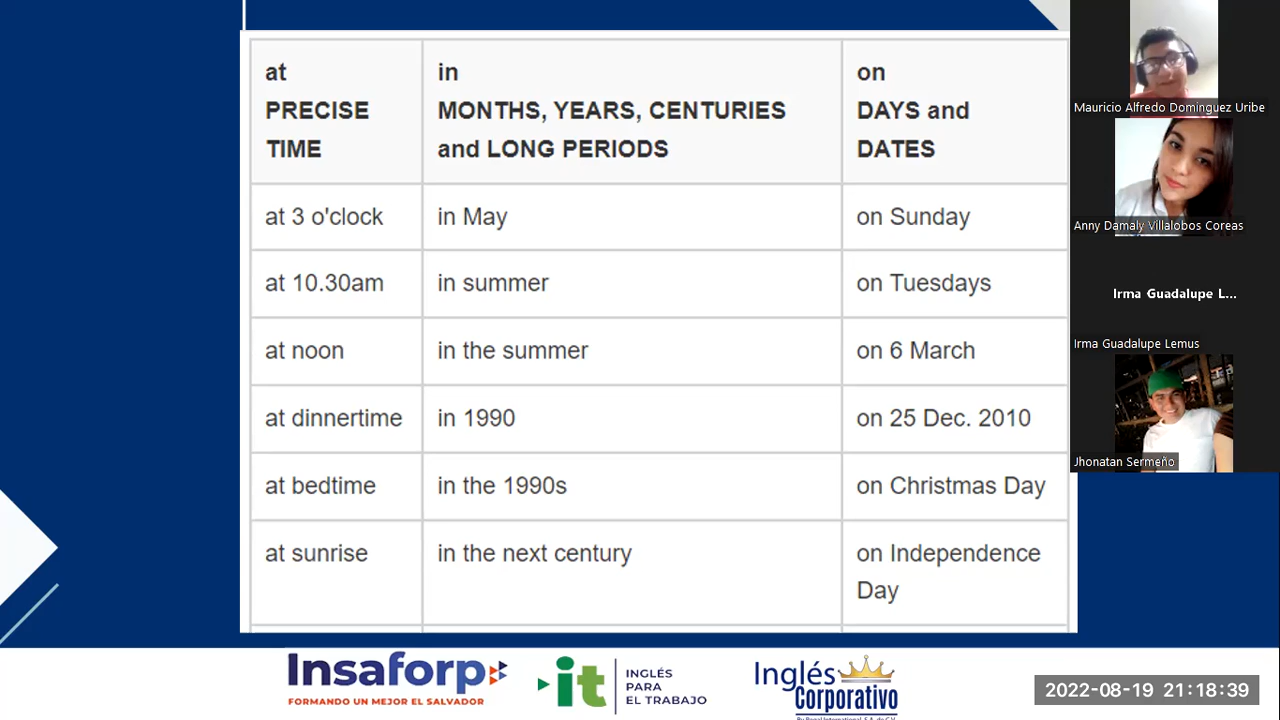 at
PRECISE
TIME
in
MONTHS, YEARS, CENTURIES
and LONG PERIODS
on
DAYS and
DATES
at 3 o'clock
in May
on Sunday
at 10.30am
in summer
on Tuesdays
at noon
in the summer
on 6 March
at dinnertime
in 1990
on 25 Dec. 2010
at bedtime
in the 1990s
on Christmas Day
at sunrise
in the next century
on Independence
Day
Mauricio Alfredo Dominguez Uribe
Anny Damaly Villalobos Coreas
Irma Guadalupe L...
Irma Guadalupe Lemus
Jhonatan Sermeño
Insaforp
FORMANDO UN MEJOR EL SALVADOR
it
INGLÉS
PARA
EL TRABAJO
Inglés
Corporativo
2022-08-19 21:18:39